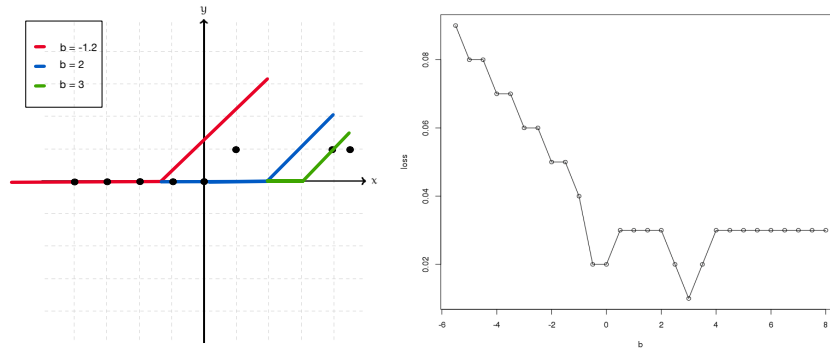 y
b = -1.2
b = 2
b = 3
x
loss
0.08
0.06
0.04
0.02
-6 -4 -2 0 2 4 6 8
b